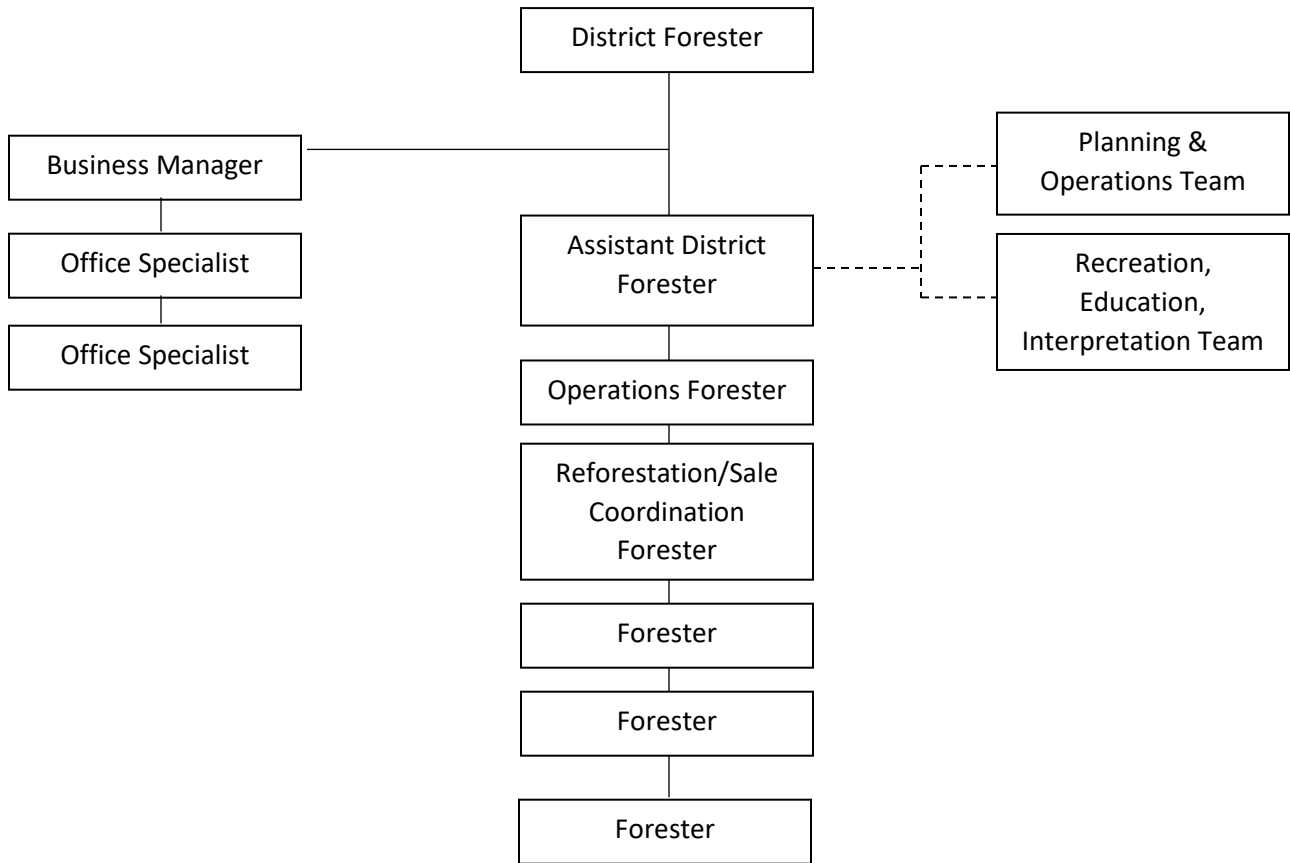 District Forester
Business Manager
Office Specialist
Office Specialist
Assistant District
Forester
Operations Forester
Reforestation/Sale
Coordination
Forester
Forester
Forester
Forester
Planning &
Operations Team
Recreation,
Education,
Interpretation Team